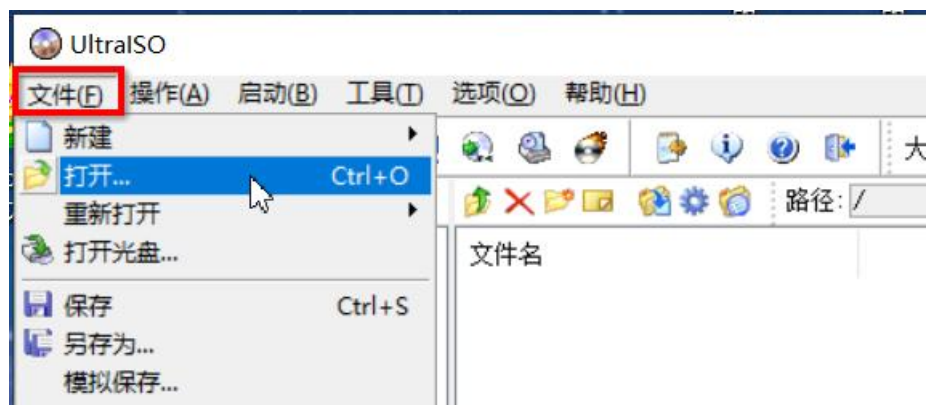 UltraISO
文件(F) 操作(A) 启动(B) 工具(T) 选项(O) 帮助(H)
新建
大
打开... Ctrl+O
重新打开
路径: /
打开光盘...
文件名
保存 Ctrl+S
另存为...
模拟保存...